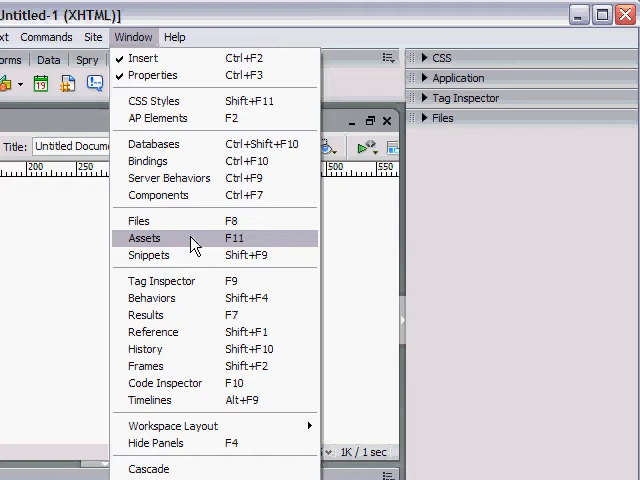 Untitled-1 (XHTML)]
Commands Site Window Help
Data Spry
Insert Ctrl+F2
Properties Ctrl+F3
CSS Styles Shift+F11
AP Elements F2
Databases Ctrl+Shift+F10
Bindings Ctrl+F10
Server Behaviors Ctrl+F9
Components Ctrl+F7
Files F8
Assets F11
Snippets Shift+F9
Tag Inspector F9
Behaviors Shift+F4
Results F7
Reference Shift+F1
History Shift+F10
Frames Shift+F2
Code Inspector F10
Timelines Alt+F9
Workspace Layout
Hide Panels F4
Cascade
Title: Untitled Docum
200 250 500 550
19
1K / 1 sec
CSS
Application
Tag Inspector
Files